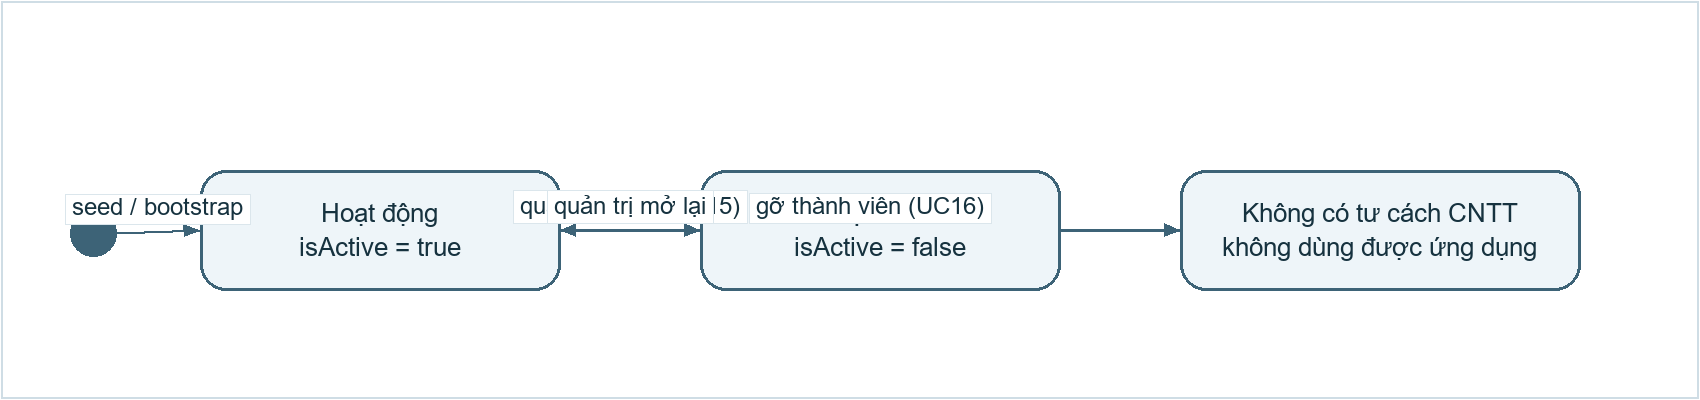 seed / bootstrap
Hoạt động
isActive = true
qu
quản trị mở lại
5)
gỡ thành viên (UC16)
isActive = false
Không có tư cách CNTT
không dùng được ứng dụng